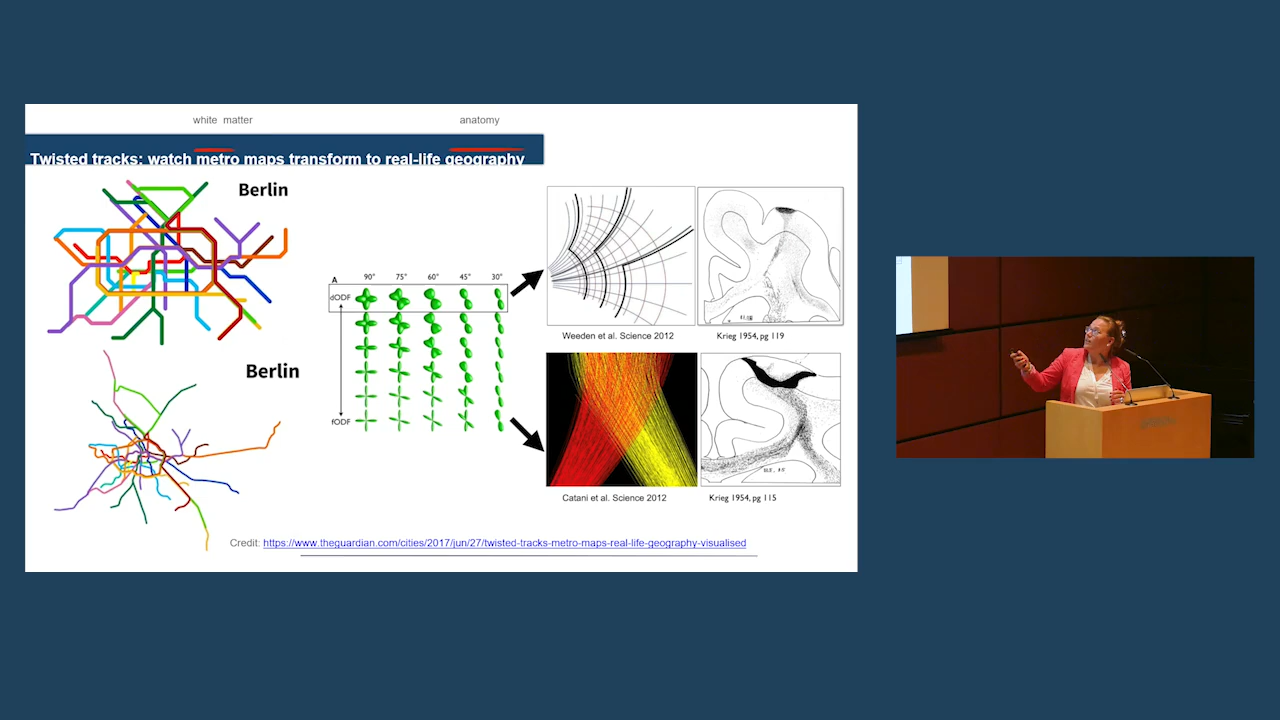 white matter
anatomy
Twisted tracks: watch metro maps transform to real-life geography
Berlin
A
90° 75° 60° 45° 30°
dODF
fODF
Weeden et al. Science 2012
Krieg 1954, pg 119
Berlin
Catani et al. Science 2012
Krieg 1954, pg 115
Credit: https://www.theguardian.com/cities/2017/jun/27/twisted-tracks-metro-maps-real-life-geography-visualised